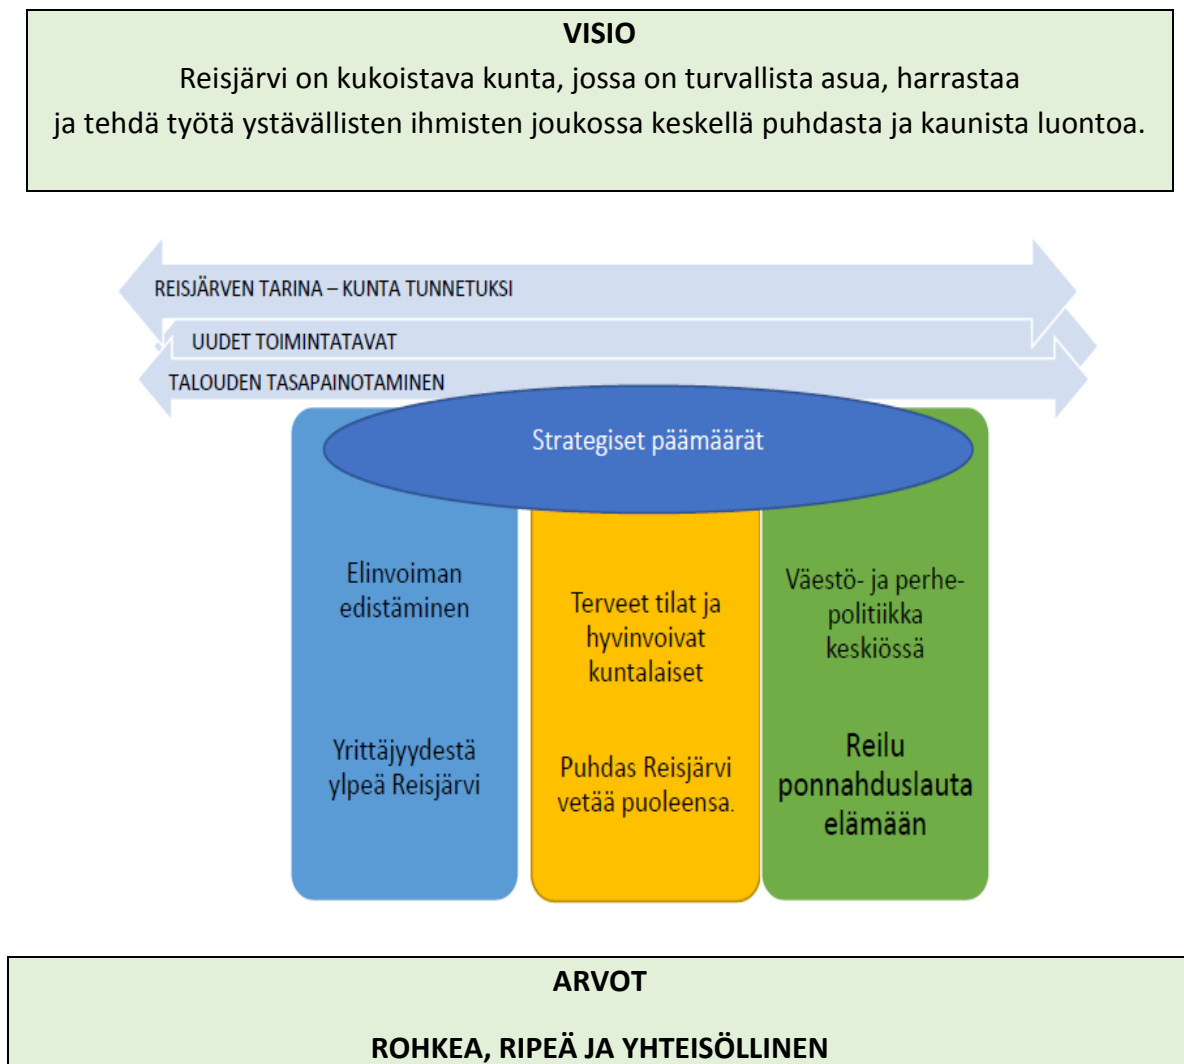 VISIO
Reisjärvi on kukoistava kunta, jossa on turvallista asua, harrastaa
ja tehdä työtä ystävällisten ihmisten joukossa keskellä puhdasta ja kaunista luontoa.
REISJÄRVEN TARINA – KUNTA TUNNETUKSI
UUDET TOIMINTATAVAT
TALOUDEN TASAPAINOTAMINEN
Strategiset päämäärät
Elinvoiman
edistäminen
Yrittäjyydestä
ylpeä Reisjärvi
Terveet tilat ja
hyvinvoivat
kuntalaiset
Puhdas Reisjärvi
vetää puoleensa.
Väestö- ja perhe-
politiikka
keskiössä
Reilu
ponnahduslauta
elämään
ARVOT
ROHKEA, RIPEÄ JA YHTEISÖLLINEN